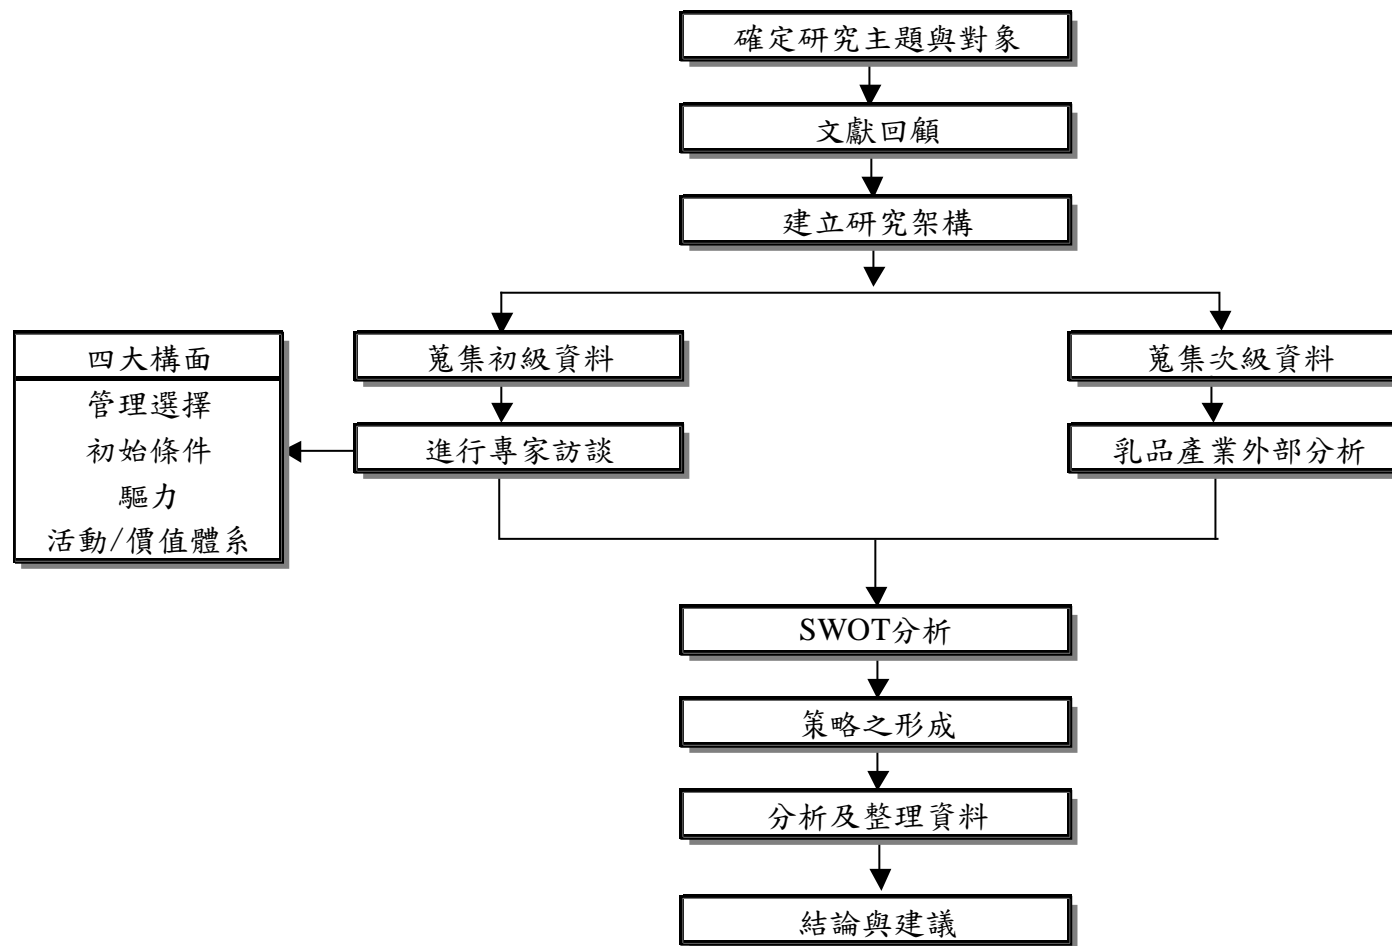 確定研究主題與對象
文獻回顧
建立研究架構
四大構面
管理選擇
初始條件
驅力
活動/價值體系
蒐集初級資料
進行專家訪談
蒐集次級資料
乳品產業外部分析
SWOT分析
策略之形成
分析及整理資料
結論與建議